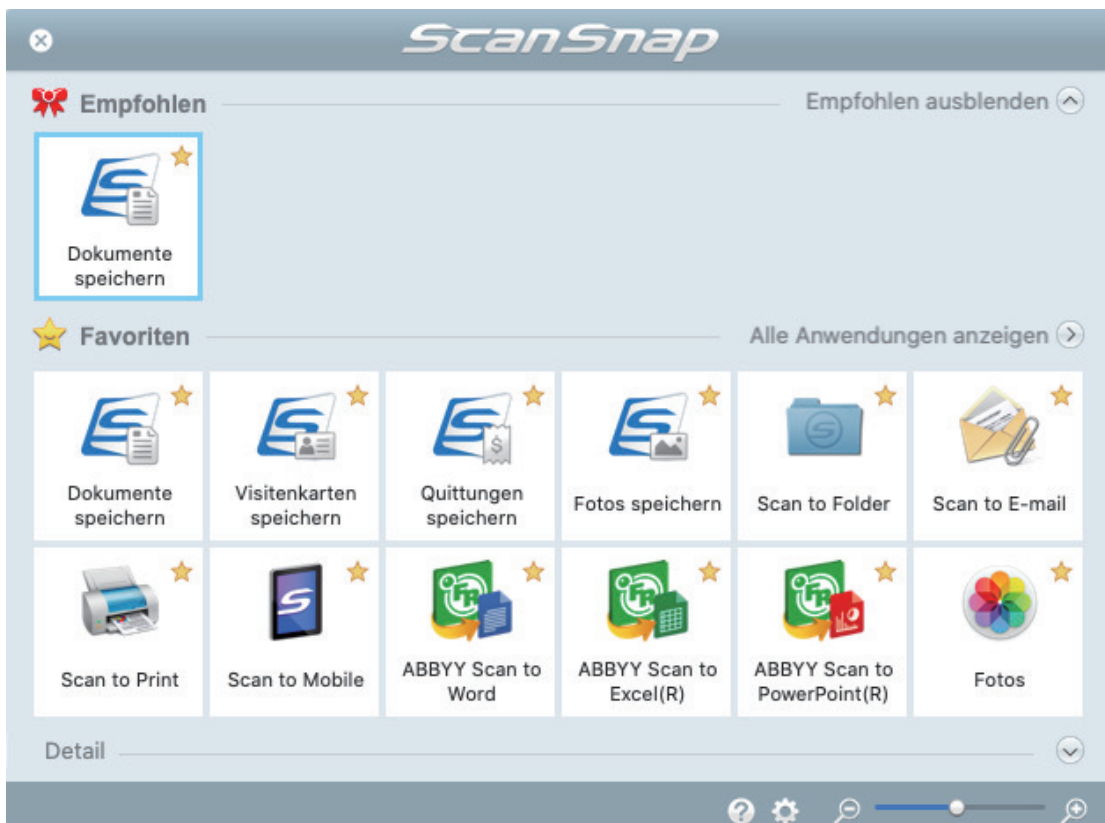 ScanSnap
Empfohlen
Empfohlen ausblenden
Dokumente
speichern
Favoriten
Alle Anwendungen anzeigen
Dokumente
speichern
Visitenkarten
speichern
Quittungen
speichern
Fotos speichern
Scan to Folder
Scan to E-mail
Scan to Print
Scan to Mobile
ABBYY Scan to
Word
ABBYY Scan to
Excel(R)
ABBYY Scan to
PowerPoint(R)
Fotos
Detail